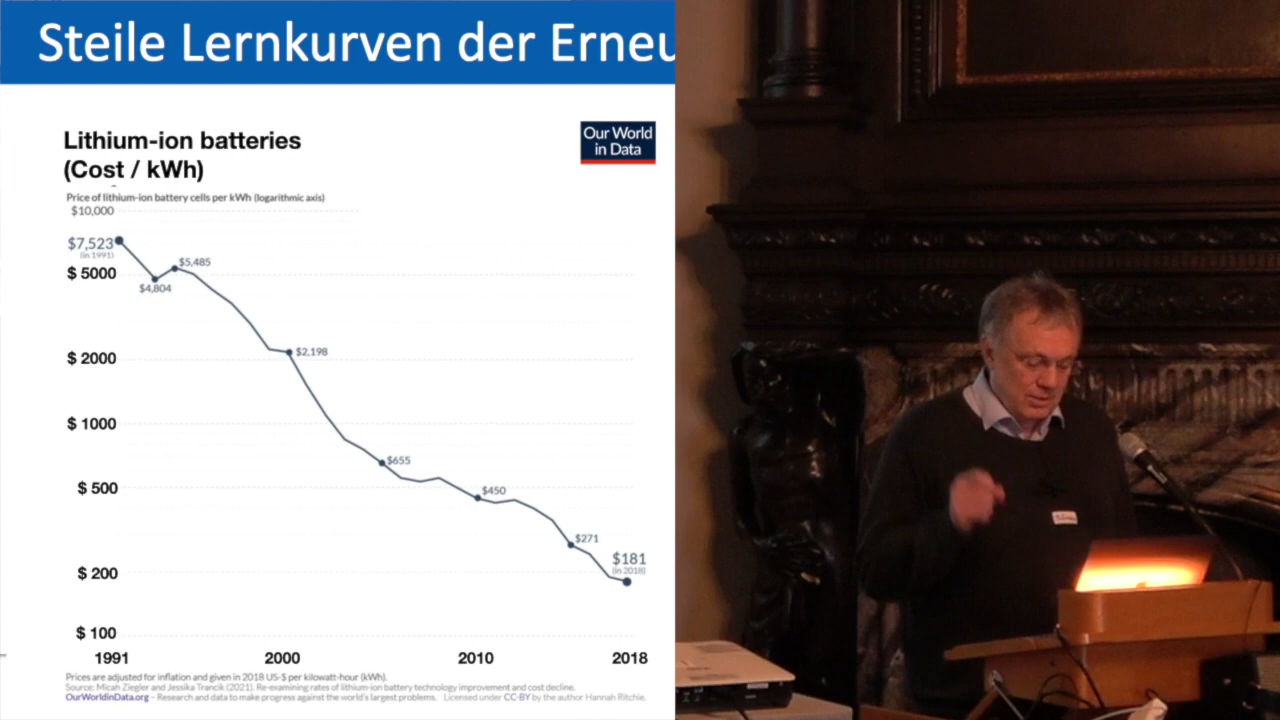 Steile Lernkurven der Erneu
Lithium-ion batteries
(Cost / kWh)
Our World
in Data
Price of lithium-ion battery cells per kWh (logarithmic axis)
$10,000
$7,523
(in 1991)
$5,485
$ 5000
$4,804
$ 2000
$2,198
$ 1000
$655
$ 500
$450
$271
$181
(in 2018)
$ 200
$ 100
1991 2000 2010 2018
Prices are adjusted for inflation and given in 2018 US-$ per kilowatt-hour (kWh).
Source: Micah Ziegler and Jessika Trancik (2021). Re-examining rates of lithium-ion battery technology improvement and cost decline.
OurWorldinData.org – Research and data to make progress against the world's largest problems. Licensed under CC-BY by the author Hannah Ritchie.